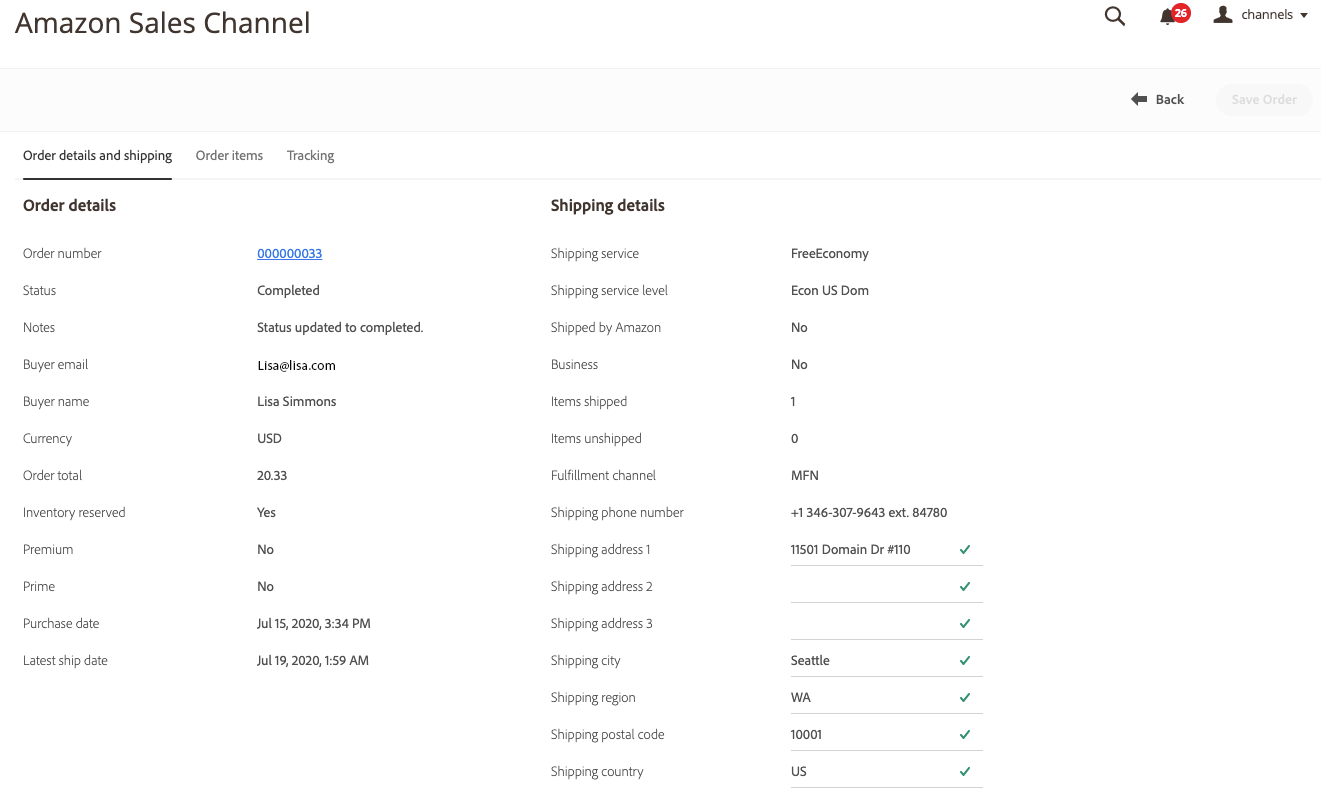 Amazon Sales Channel
26
channels
Back
Save Order
Order details and shipping Order items Tracking
Order details
Order number 000000033
Status Completed
Notes Status updated to completed.
Buyer email Lisa@lisa.com
Buyer name Lisa Simmons
Currency USD
Order total 20.33
Inventory reserved Yes
Premium No
Prime No
Purchase date Jul 15, 2020, 3:34 PM
Latest ship date Jul 19, 2020, 1:59 AM
Shipping details
Shipping service FreeEconomy
Shipping service level Econ US Dom
Shipped by Amazon No
Business No
Items shipped 1
Items unshipped 0
Fulfillment channel MFN
Shipping phone number +1 346-307-9643 ext. 84780
Shipping address 1 11501 Domain Dr #110
Shipping address 2
Shipping address 3
Shipping city Seattle
Shipping region WA
Shipping postal code 10001
Shipping country US